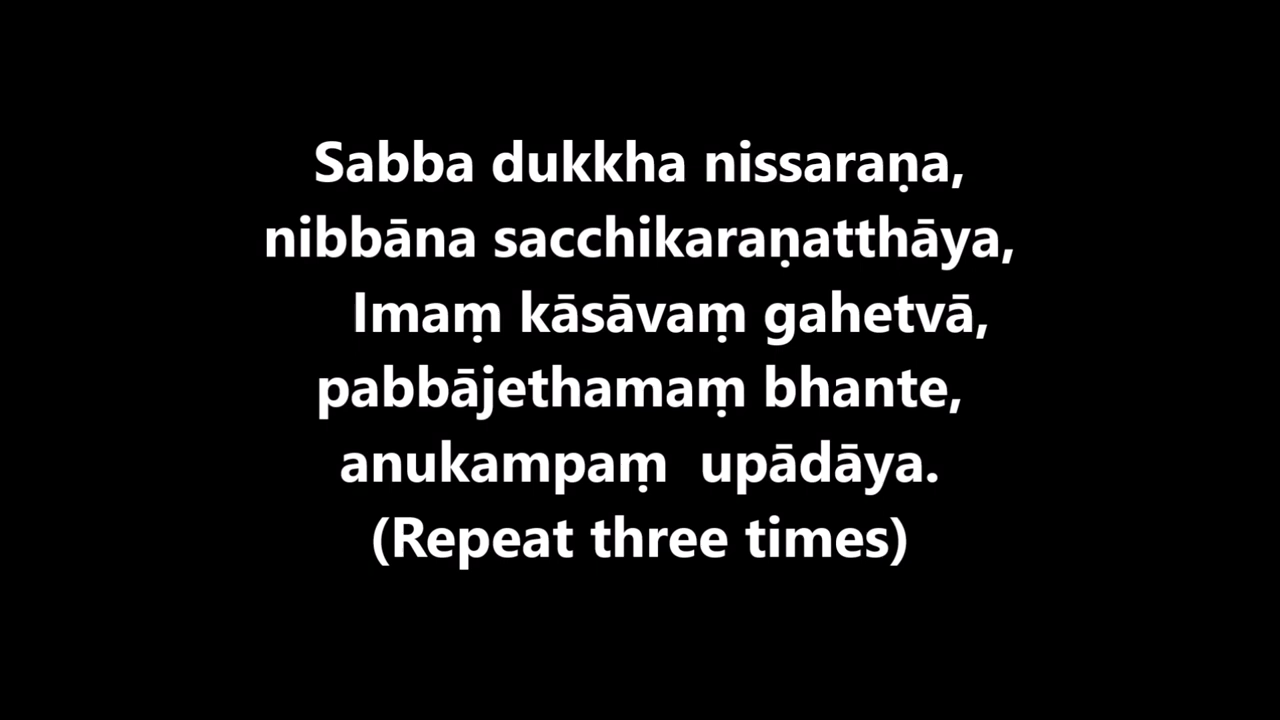 Sabba dukkha nissaraṇa,
nibbāna sacchikaraṇatthāya,
Imaṃ kāsāvaṃ gahetvā,
pabbājethamaṃ bhante,
anukampaṃ upādāya.
(Repeat three times)